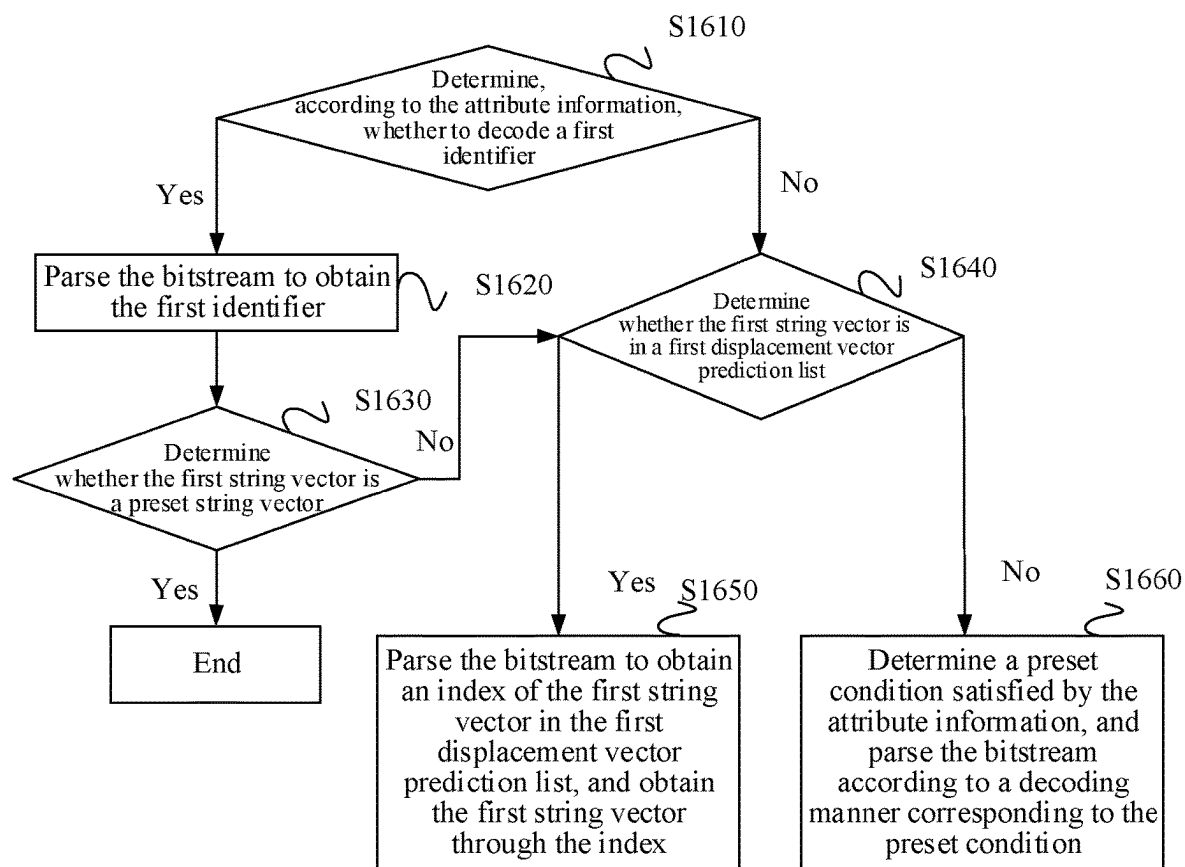 S1610
Determine,
according to the attribute information,
whether to decode a first
identifier
Yes
No
Parse the bitstream to obtain
the first identifier
S1620
S1640
Determine
whether the first string vector is
in a first displacement vector
prediction list
S1630
No
Determine
whether the first string vector is
a preset string vector
Yes
Yes
No
S1650
S1660
End
Parse the bitstream to obtain
an index of the first string
vector in the first
displacement vector
prediction list, and obtain
the first string vector
through the index
Determine a preset
condition satisfied by the
attribute information, and
parse the bitstream
according to a decoding
manner corresponding to the
preset condition